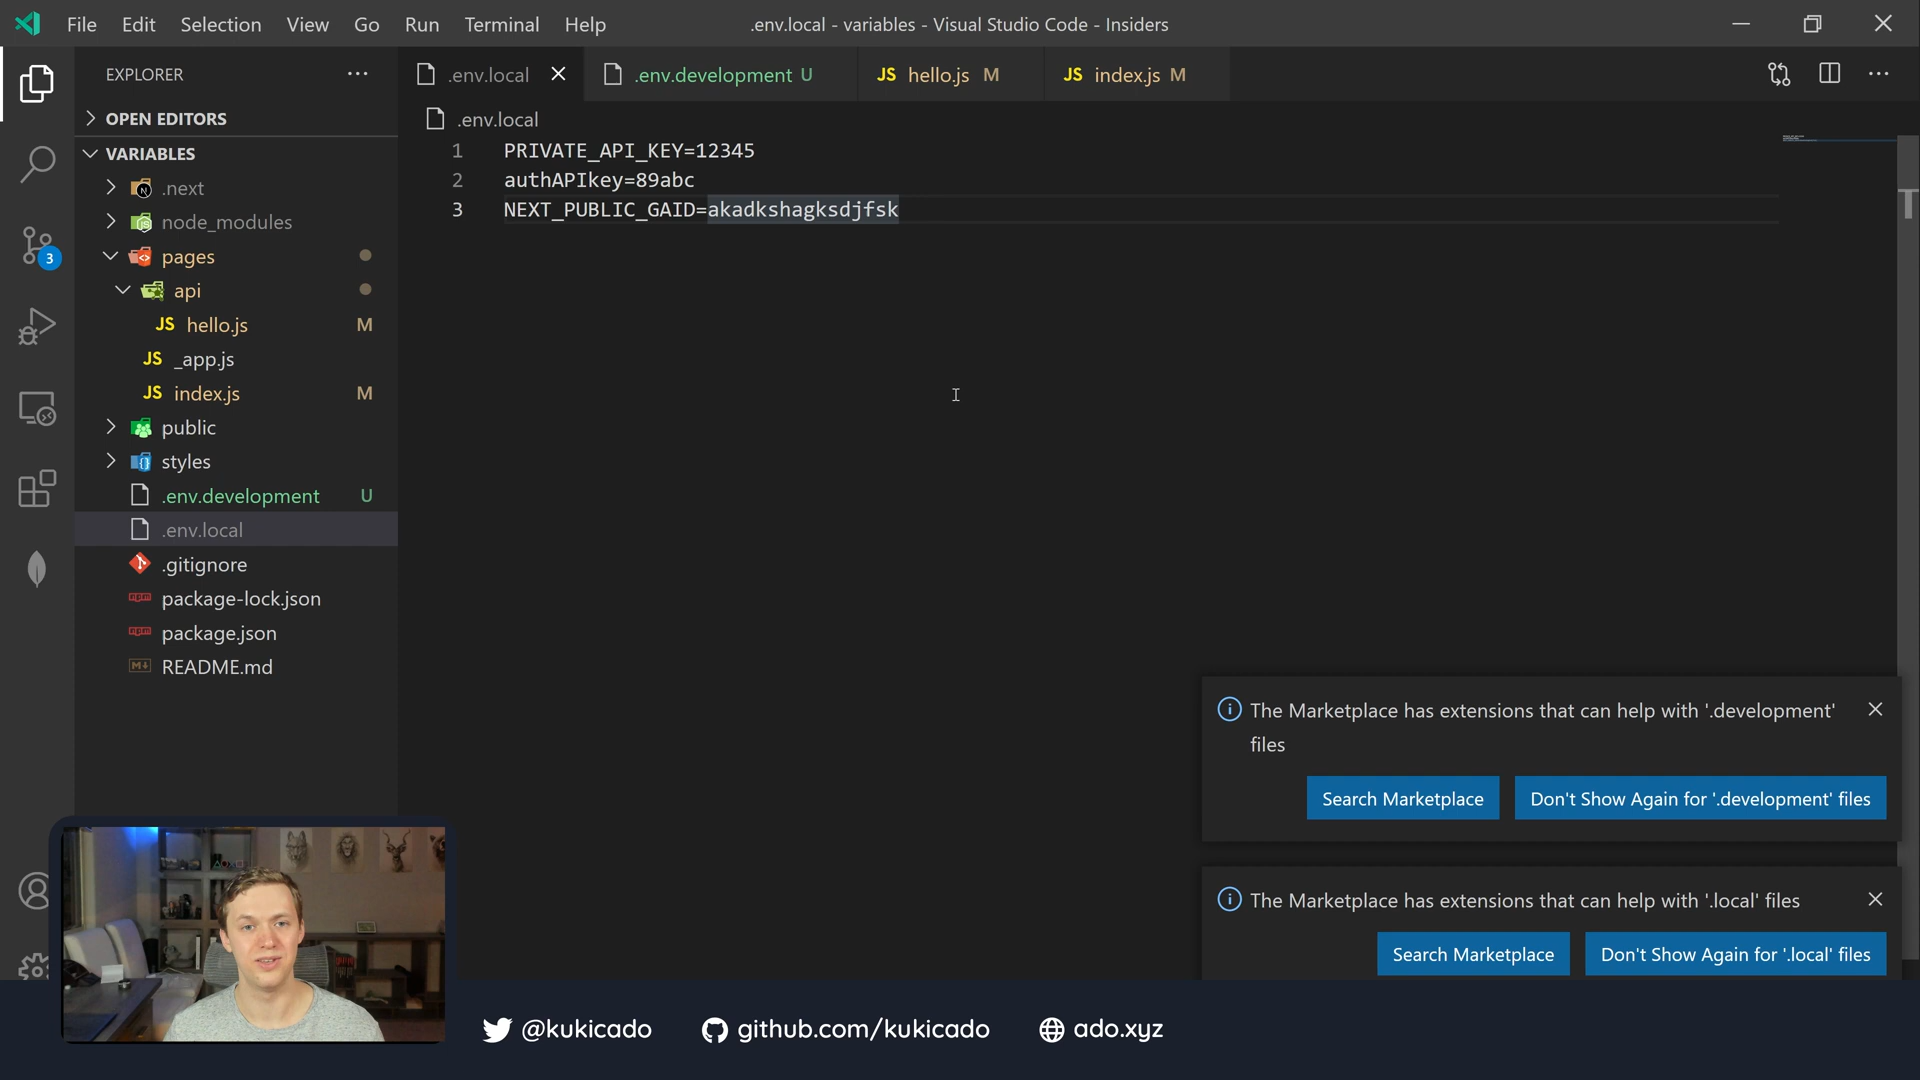 File Edit Selection View Go Run Terminal Help
.env.local - variables - Visual Studio Code - Insiders
EXPLORER
OPEN EDITORS
VARIABLES
.next
node_modules
pages
api
JS hello.js M
JS _app.js
JS index.js M
public
styles
.env.development U
.env.local
.gitignore
package-lock.json
package.json
README.md
3
.env.local
.env.development U
JS hello.js M
JS index.js M
.env.local
1 PRIVATE_API_KEY=12345
2 authAPIkey=89abc
3 NEXT_PUBLIC_GAID=akadkshagksdjfsk
The Marketplace has extensions that can help with '.development'
files
Search Marketplace
Don't Show Again for '.development' files
The Marketplace has extensions that can help with '.local' files
Search Marketplace
Don't Show Again for '.local' files
@kukicado
github.com/kukicado
ado.xyz